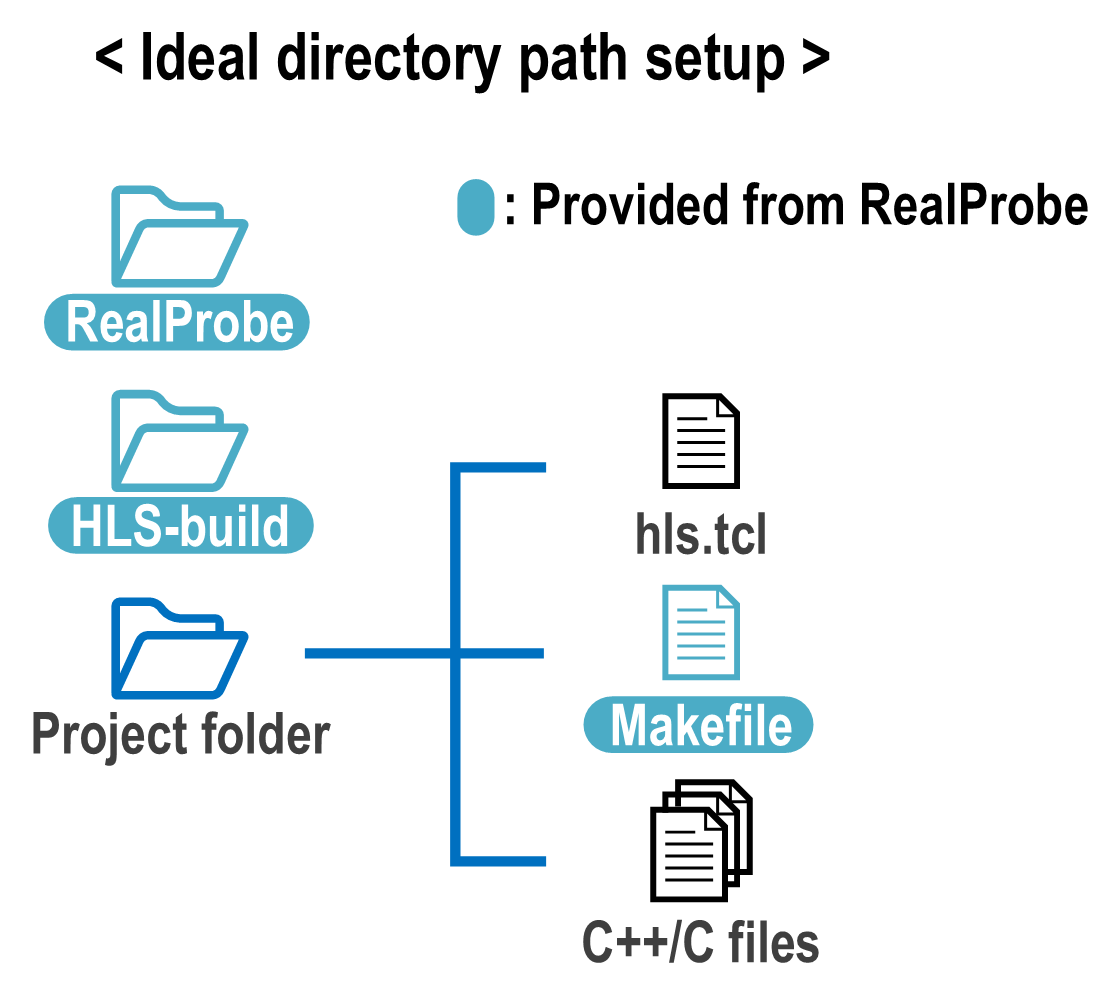 < Ideal directory path setup >
: Provided from RealProbe
RealProbe
HLS-build
Project folder
hls.tcl
Makefile
C++/C files